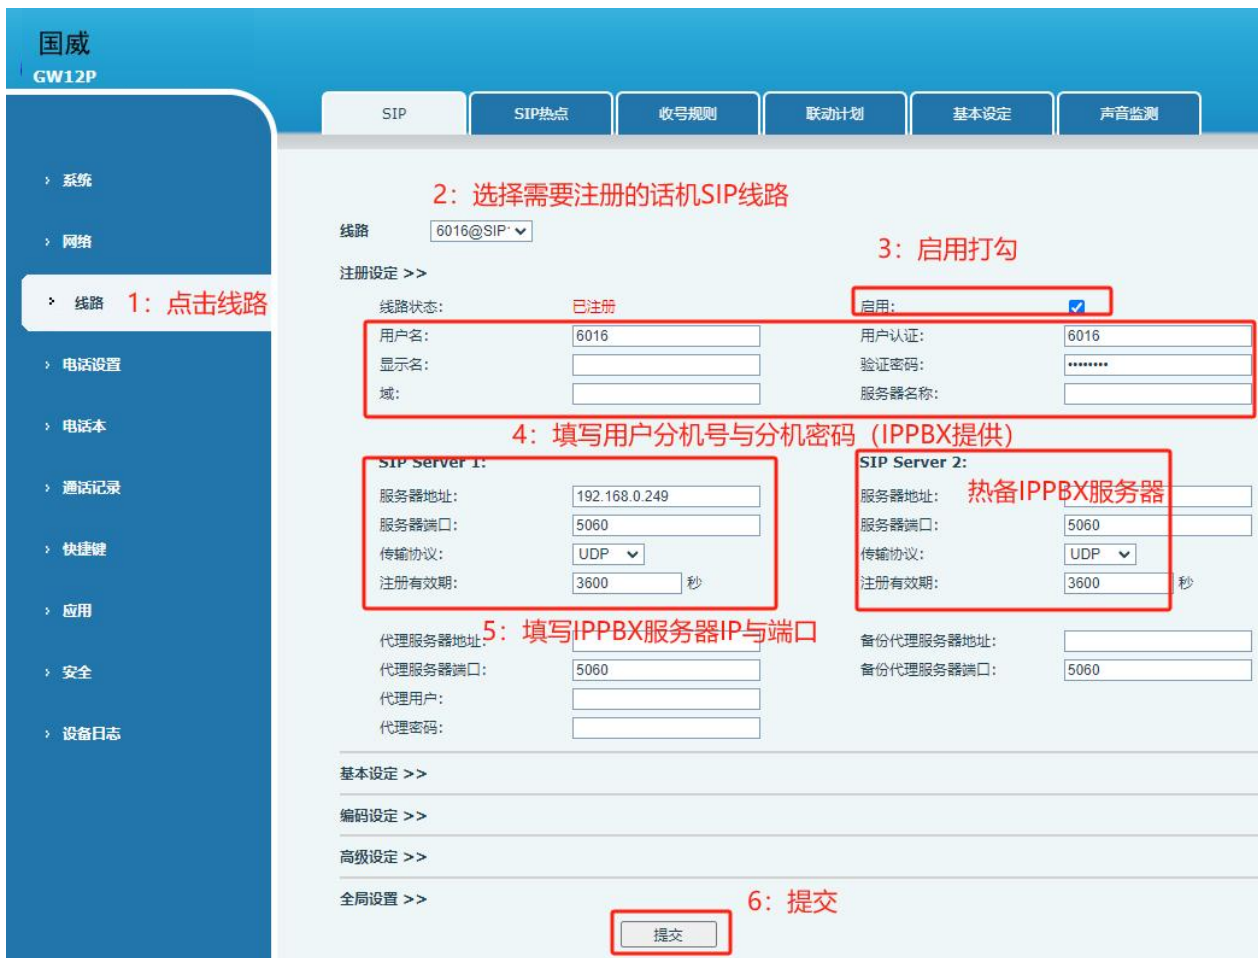 国威
GW12P
SIP SIP热点 收号规则 联动计划 基本设定 声音监测
› 系统
› 网络
› 线路
› 电话设置
› 电话本
› 通话记录
› 快捷键
› 应用
› 安全
› 设备日志
1：点击线路
2：选择需要注册的话机SIP线路
线路 6016@SIP
3：启用打勾
注册设定 >>
线路状态: 已注册 启用:
用户名: 6016 用户认证: 6016
显示名: 验证密码: ••••••••
域: 服务器名称:
4：填写用户分机号与分机密码（IPPBX提供）
SIP Server 1: SIP Server 2:
服务器地址: 192.168.0.249 服务器地址: 热备IPPBX服务器
服务器端口: 5060 服务器端口: 5060
传输协议: UDP 传输协议: UDP
注册有效期: 3600 秒 注册有效期: 3600 秒
5：填写IPPBX服务器IP与端口
代理服务器地址: 备份代理服务器地址:
代理服务器端口: 5060 备份代理服务器端口: 5060
代理用户:
代理密码:
基本设定 >>
编码设定 >>
高级设定 >>
全局设置 >>
6：提交
提交